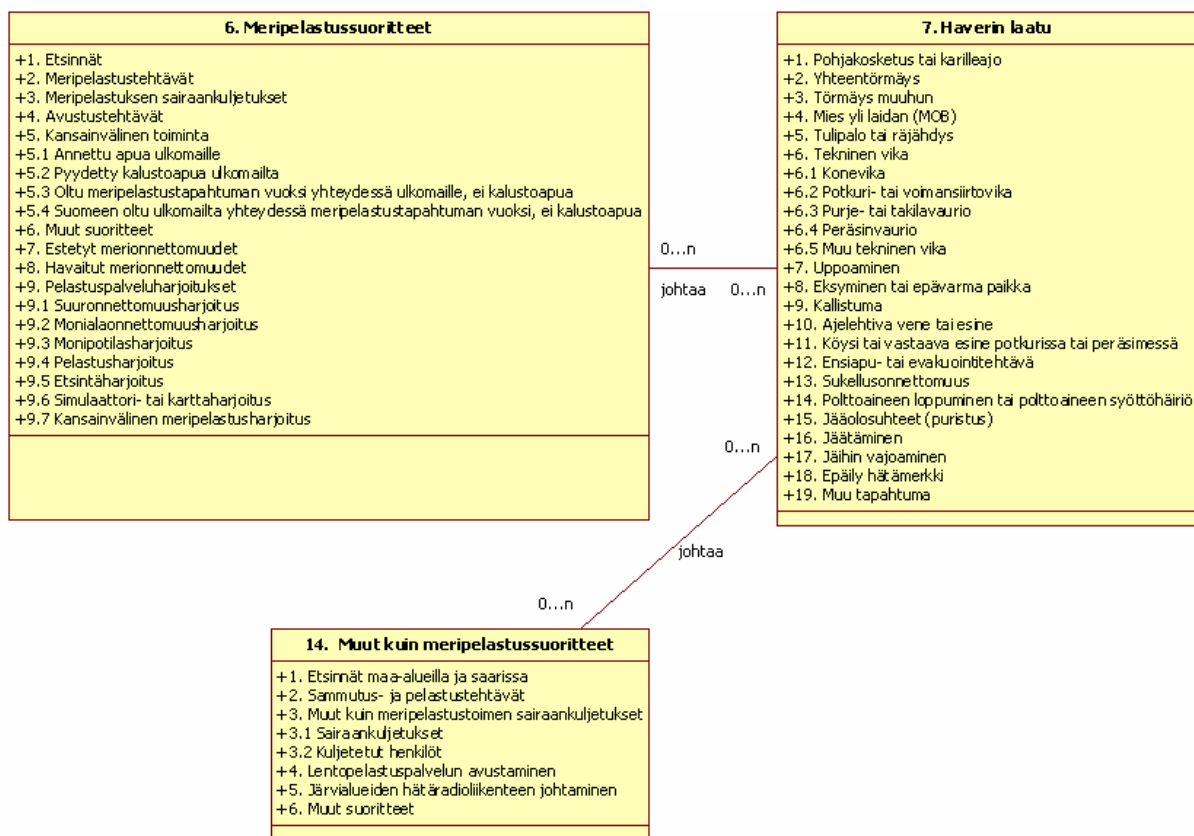 6. Meripelastussuoritteet
+1. Etsinnät
+2. Meripelastustehtävät
+3. Meripelastuksen sairaankuljetukset
+4. Avustustehtävät
+5. Kansainvälinen toiminta
+5.1 Annettu apua ulkomaille
+5.2 Pyydetty kalustoapua ulkomailta
+5.3 Oltu meripelastustapahtuman vuoksi yhteydessä ulkomaille, ei kalustoapua
+5.4 Suomeen oltu ulkomailta yhteydessä meripelastustapahtuman vuoksi, ei kalustoapua
+6. Muut suoritteet
+7. Estetyt merionnettomuudet
+8. Havaitut merionnettomuudet
+9. Pelastuspalveluharjoitukset
+9.1 Suuronnettomuusharjoitus
+9.2 Monialaonnettomuusharjoitus
+9.3 Monipotilasharjoitus
+9.4 Pelastusharjoitus
+9.5 Etsintäharjoitus
+9.6 Simulaattori- tai karttaharjoitus
+9.7 Kansainvälinen meripelastusharjoitus
0...n
johtaa
0...n
7. Haverin laatu
+1. Pohjakosketus tai karilleajo
+2. Yhteentörmäys
+3. Törmäys muuhun
+4. Mies yli laidan (MOB)
+5. Tulipalo tai räjähdys
+6. Tekninen vika
+6.1 Konevika
+6.2 Potkuri- tai voimansiirtovika
+6.3 Purje- tai takilavaurio
+6.4 Peräsinvaurio
+6.5 Muu tekninen vika
+7. Uppoaminen
+8. Eksyminen tai epävarma paikka
+9. Kallistuma
+10. Ajelehtiva vene tai esine
+11. Köysi tai vastaava esine potkurissa tai peräsimessä
+12. Ensiapu- tai evakuointitehtävä
+13. Sukellusonnettomuus
+14. Polttoaineen loppuminen tai polttoaineen syöttöhäiriö
+15. Jääolosuhteet (puristus)
+16. Jäätäminen
+17. Jäihin vajoaminen
+18. Epäily hätämerkki
+19. Muu tapahtuma
0...n
johtaa
0...n
14. Muut kuin meripelastussuoritteet
+1. Etsinnät maa-alueilla ja saarissa
+2. Sammutus- ja pelastustehtävät
+3. Muut kuin meripelastustoimen sairaankuljetukset
+3.1 Sairaankuljetukset
+3.2 Kuljetetut henkilöt
+4. Lentopelastuspalvelun avustaminen
+5. Järvialueiden hätäradioliikenteen johtaminen
+6. Muut suoritteet